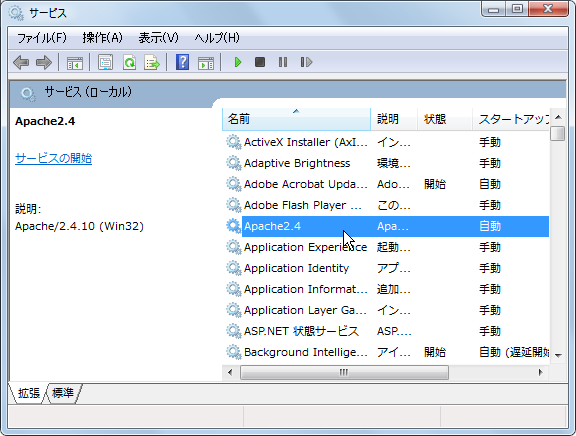 サービス
ファイル(F) 操作(A) 表示(V) ヘルプ(H)
サービス (ローカル)
Apache2.4
サービスの開始
説明:
Apache/2.4.10 (Win32)
名前 説明 状態 スタートアップ
ActiveX Installer (AxI... イン... 手動
Adaptive Brightness 環境... 手動
Adobe Acrobat Upda... Ado... 開始 自動
Adobe Flash Player ... この... 手動
Apache2.4 Apa... 自動
Application Experience 起動... 手動
Application Identity アプ... 手動
Application Informat... 追加... 手動
Application Layer Ga... イン... 手動
ASP.NET 状態サービス ASP.... 手動
Background Intellige... アイ... 開始 自動 (遅延開始
拡張 標準